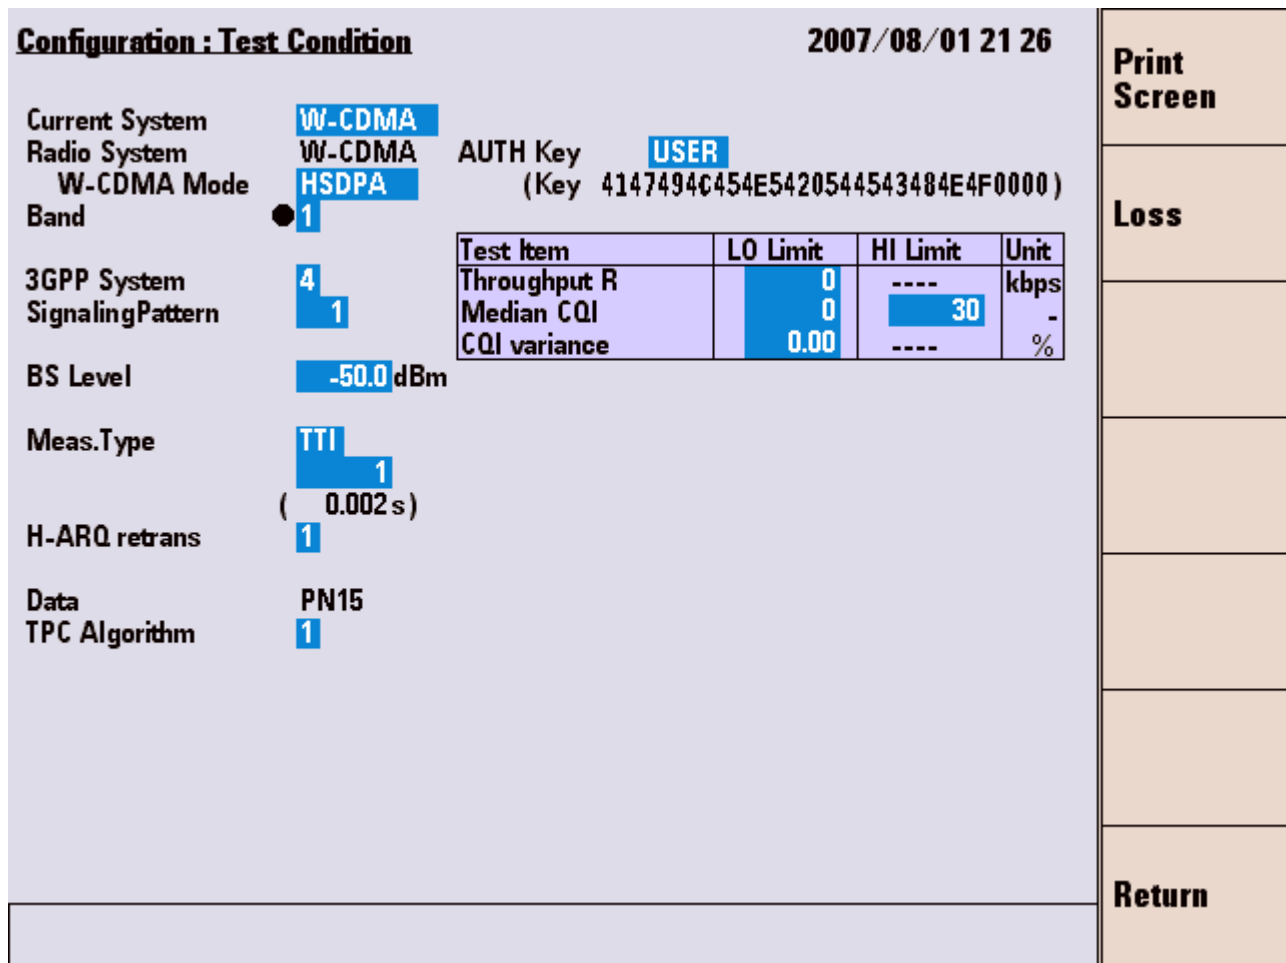 Configuration : Test Condition 2007/08/01 21 26
Current System W-CDMA
Radio System W-CDMA AUTH Key USER
W-CDMA Mode HSDPA (Key 4147494C454E5420544543484E4F0000)
Band 1
Test Item LO Limit HI Limit Unit
3GPP System 4 Throughput R 0 ---- kbps
SignalingPattern 1 Median CQI 0 30 -
CQI variance 0.00 ---- %
BS Level -50.0 dBm
Meas.Type TTI
1
( 0.002 s)
H-ARQ retrans 1
Data PN15
TPC Algorithm 1
Print
Screen
Loss
Return